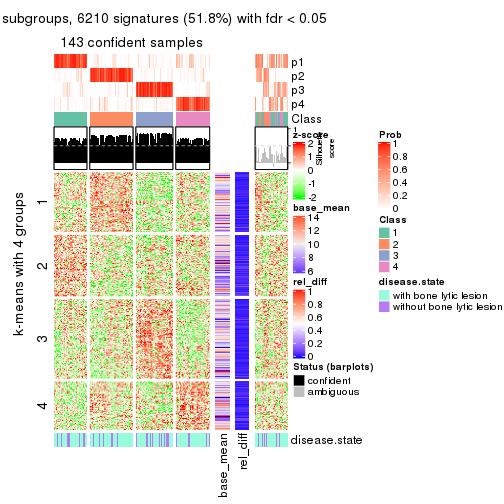 subgroups, 6210 signatures (51.8%) with fdr < 0.05
143 confident samples
p1
p2
p3
p4
Class
1
0
Silhouette
score
k-means with 4 groups
1
2
3
4
base_mean
rel_diff
disease.state
z-score
2
1
0
-1
-2
base_mean
14
12
10
8
6
rel_diff
1
0.8
0.6
0.4
0.2
0
Status (barplots)
confident
ambiguous
Prob
1
0.8
0.6
0.4
0.2
0
Class
1
2
3
4
disease.state
with bone lytic lesion
without bone lytic lesion